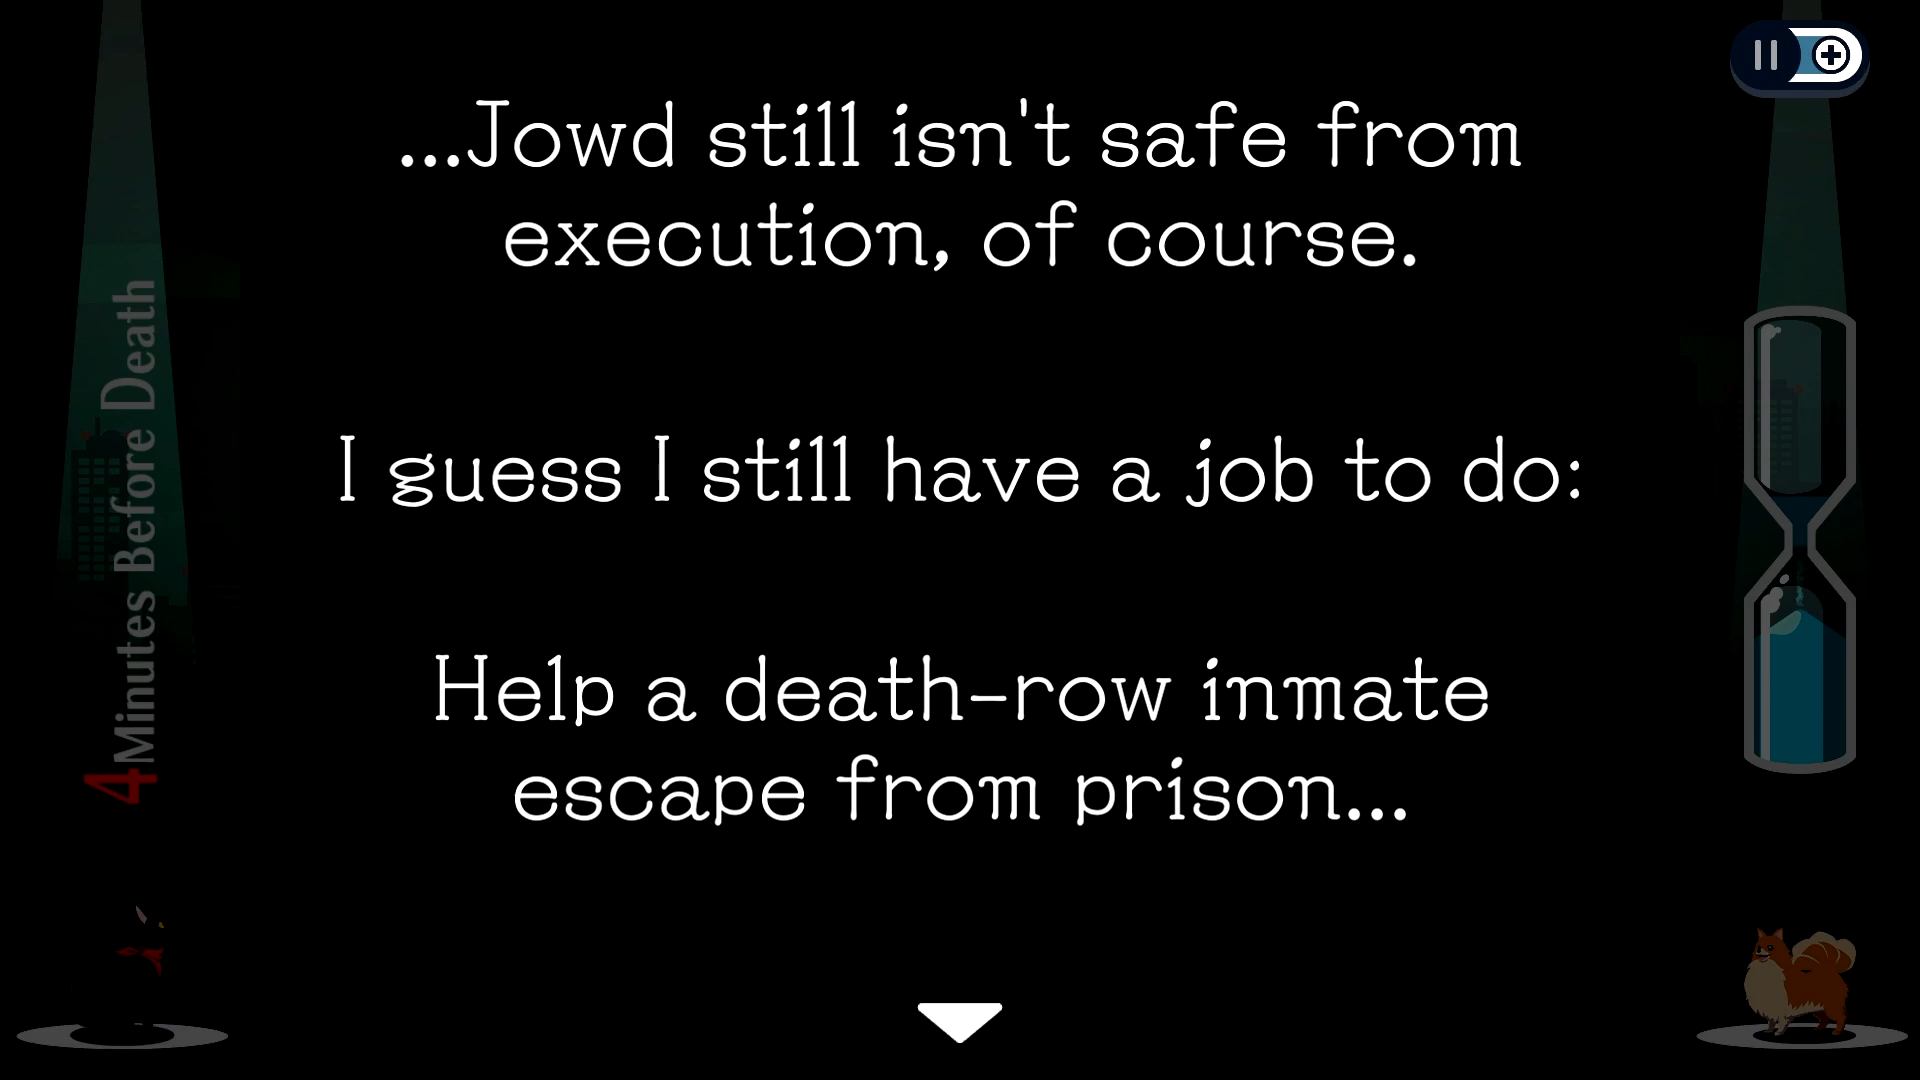 ...Jowd still isn't safe from
execution, of course.
I guess I still have a job to do:
Help a death-row inmate
escape from prison...
4 Minutes Before Death